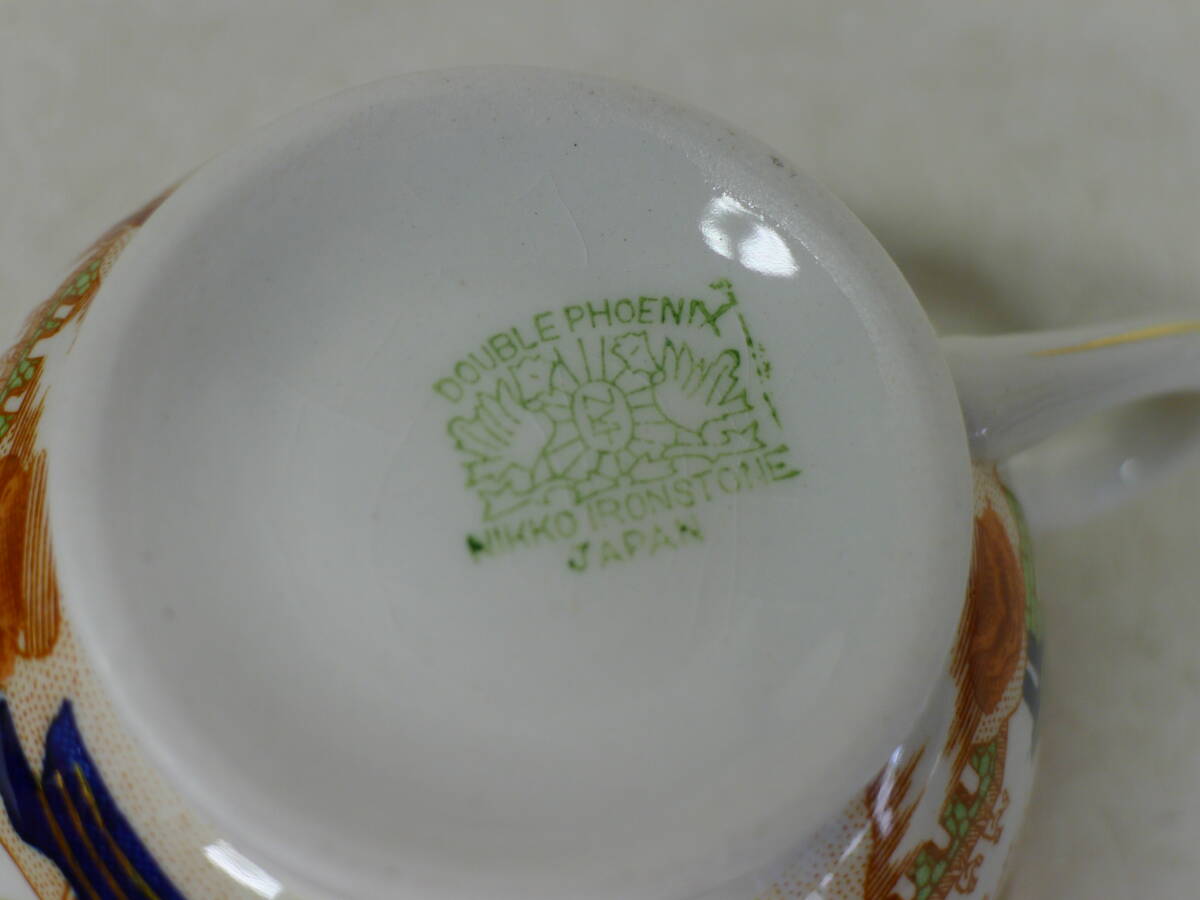 DOUBLE PHOENIX
NIKKO IRONSTONE
JAPAN